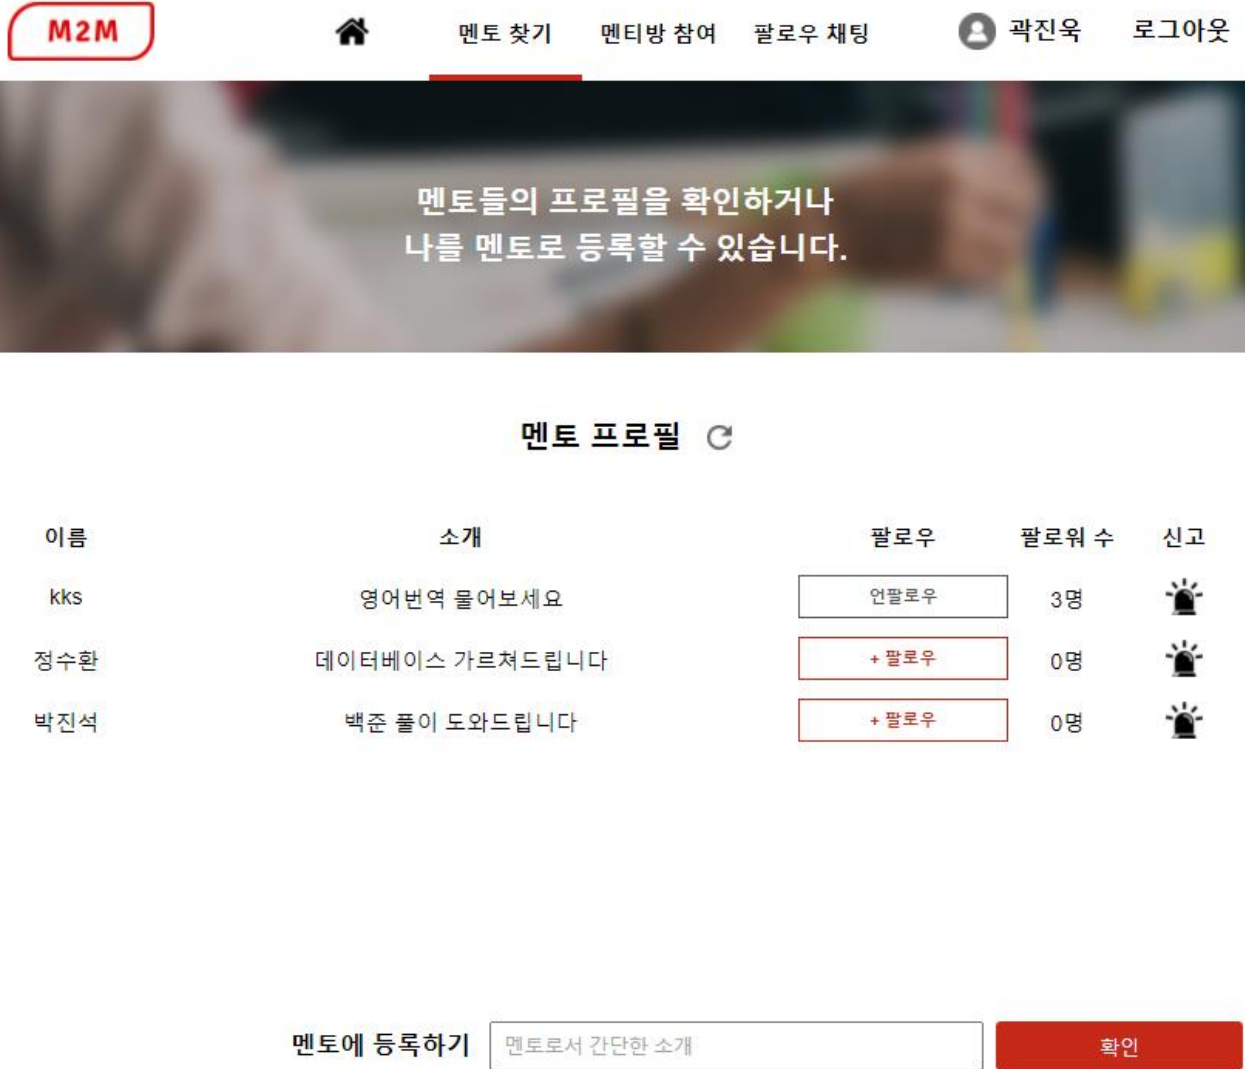 M2M 멘토 찾기 멘티방 참여 팔로우 채팅 곽진욱 로그아웃
멘토들의 프로필을 확인하거나
나를 멘토로 등록할 수 있습니다.
멘토 프로필
이름 소개 팔로우 팔로워 수 신고
kks 영어번역 물어보세요 언팔로우 3명
정수환 데이터베이스 가르쳐드립니다 + 팔로우 0명
박진석 백준 풀이 도와드립니다 + 팔로우 0명
멘토에 등록하기 멘토로서 간단한 소개 확인